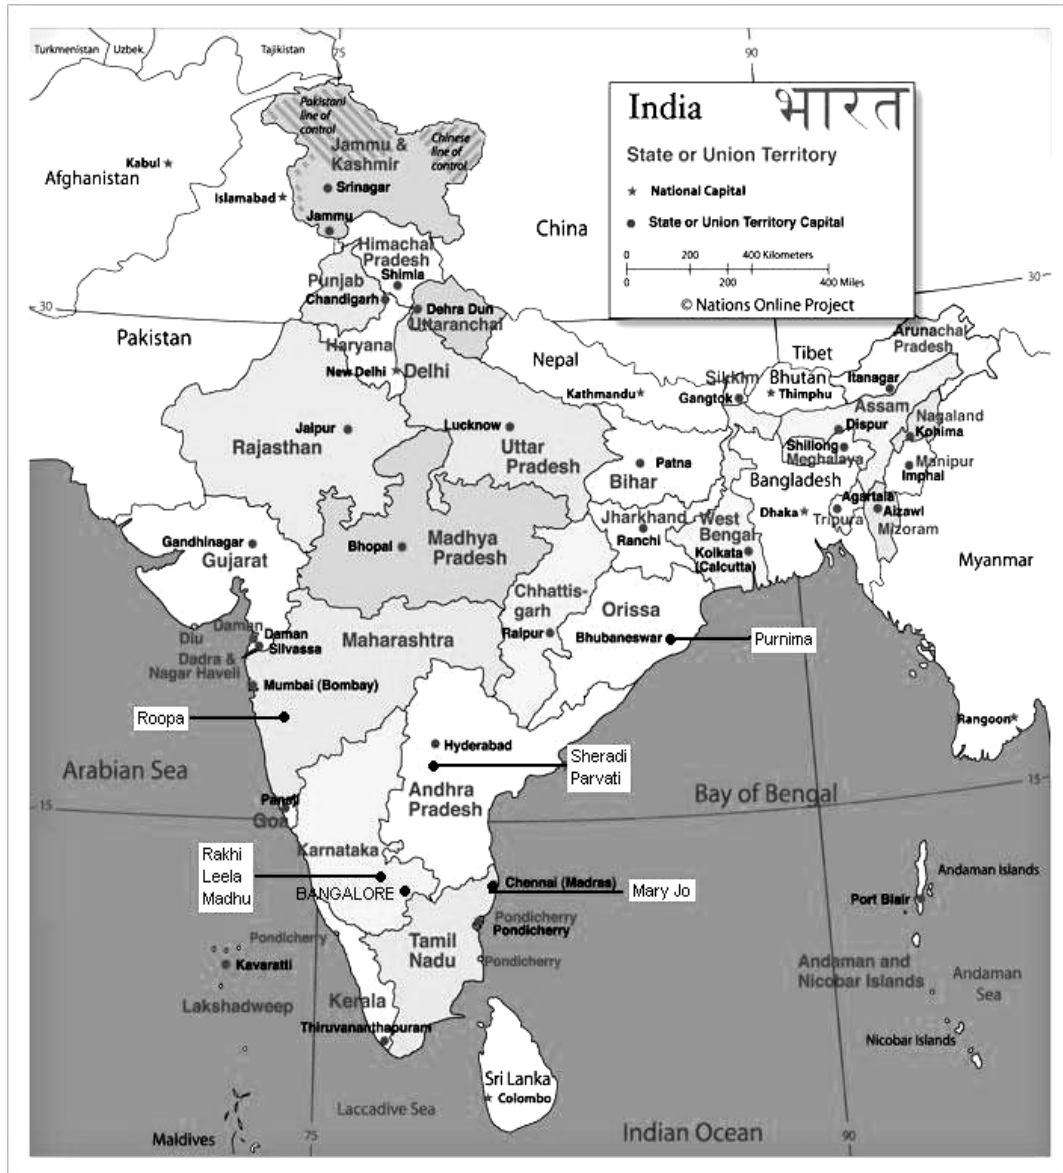 75
90
Turkmenistan
Uzbek.
Tajikistan
Pakistani
line of
control
Chinese
line of
control
Jammu &
Kashmir
Kabul
Afghanistan
Islamabad
Srinagar
Jammu
India भारत
State or Union Territory
National Capital
State or Union Territory Capital
0 200 400 Kilometers
0 200 400 Miles
© Nations Online Project
China
Himachal
Pradesh
Shimla
Punjab
Chandigarh
30
30
Dehra Dun
Uttaranchal
Pakistan
Haryana
New Delhi
Delhi
Nepal
Kathmandu
Tibet
Arunachal
Pradesh
Sikkim
Bhutan
Gangtok
Thimphu
Itanagar
Assam
Nagaland
Dispur
Kohima
Jaipur
Rajasthan
Lucknow
Uttar
Pradesh
Shillong
Meghalaya
Manipur
Imphal
Patna
Bihar
Bangladesh
Dhaka
Agartala
Tripura
Aizawl
Mizoram
Jharkhand
Ranchi
West
Bengal
Kolkata
(Calcutta)
Gandhinagar
Gujarat
Bhopal
Madhya
Pradesh
Myanmar
Chhattis-
garh
Raipur
Orissa
Bhubaneswar
Purnima
Daman
Diu
Daman
Silvassa
Dadra &
Nagar Haveli
Maharashtra
Mumbai (Bombay)
Roopa
Rangoon
Hyderabad
Sheradi
Parvati
Arabian Sea
Andhra
Pradesh
Bay of Bengal
15
15
Panaji
Goa
Karnataka
Rakhi
Leela
Madhu
BANGALORE
Chennai (Madras)
Mary Jo
Andaman Islands
Port Blair
Pondicherry
Pondicherry
Pondicherry
Pondicherry
Tamil
Nadu
Kavaratti
Lakshadweep
Kerala
Thiruvananthapuram
Andaman and
Nicobar Islands
Andaman
Sea
Nicobar Islands
Sri Lanka
Colombo
Laccadive Sea
Maldives
75
90
Indian Ocean